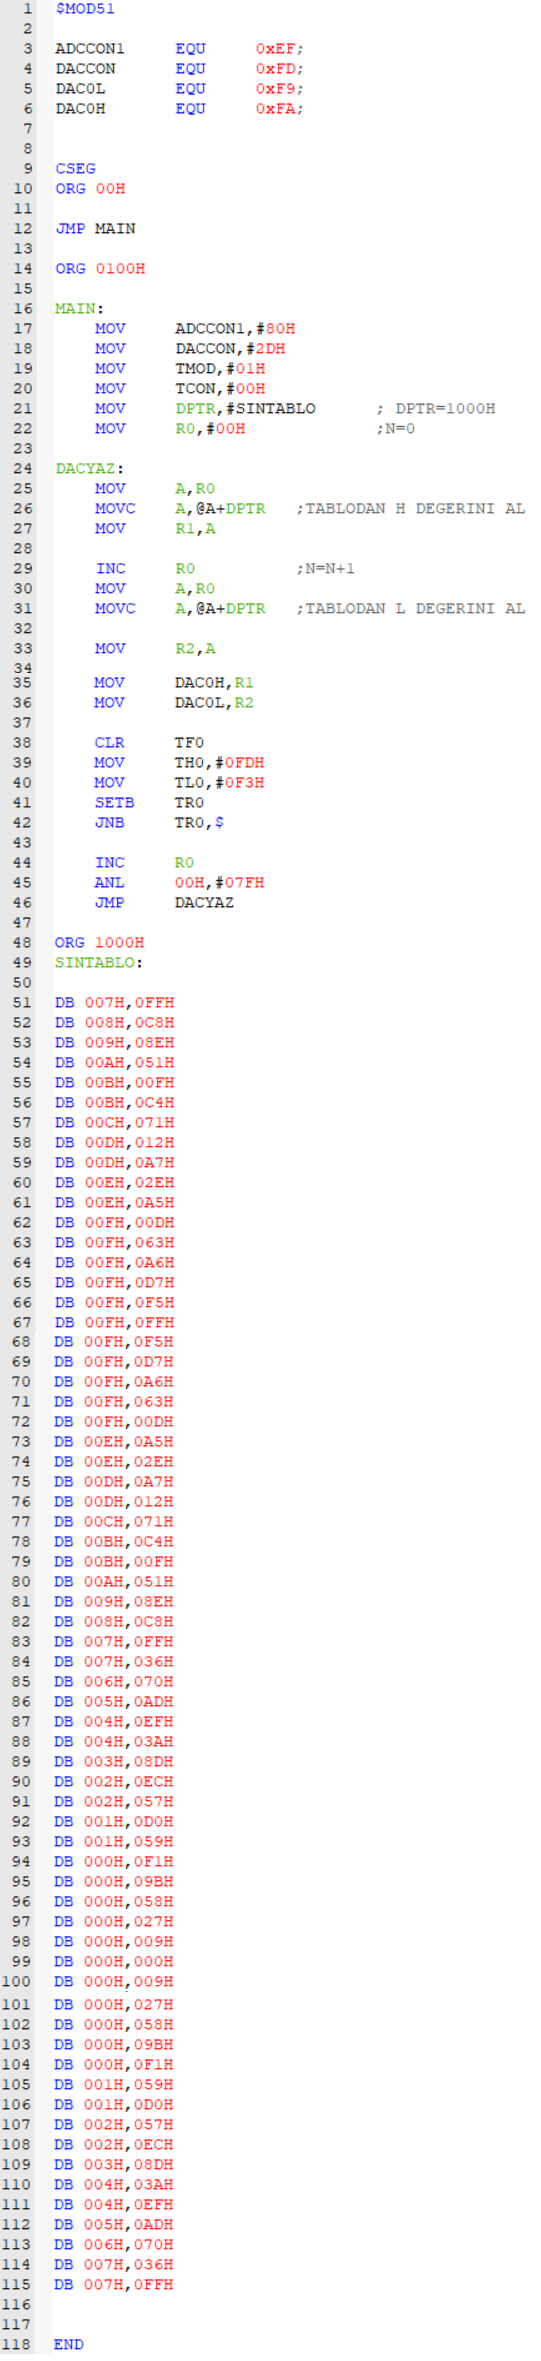 1 $MOD51
2
3 ADCCON1 EQU 0xEF;
4 DACCON EQU 0xFD;
5 DAC0L EQU 0xF9;
6 DAC0H EQU 0xFA;
7
8
9 CSEG
10 ORG 00H
11
12 JMP MAIN
13
14 ORG 0100H
15
16 MAIN:
17 MOV ADCCON1,#80H
18 MOV DACCON,#2DH
19 MOV TMOD,#01H
20 MOV TCON,#00H
21 MOV DPTR,#SINTABLO ; DPTR=1000H
22 MOV R0,#00H ;N=0
23
24 DACYAZ:
25 MOV A,R0
26 MOVC A,@A+DPTR ;TABLODAN H DEGERINI AL
27 MOV R1,A
28
29 INC R0 ;N=N+1
30 MOV A,R0
31 MOVC A,@A+DPTR ;TABLODAN L DEGERINI AL
32
33 MOV R2,A
34
35 MOV DAC0H,R1
36 MOV DAC0L,R2
37
38 CLR TF0
39 MOV TH0,#0FDH
40 MOV TL0,#0F3H
41 SETB TR0
42 JNB TR0,$
43
44 INC R0
45 ANL 00H,#07FH
46 JMP DACYAZ
47
48 ORG 1000H
49 SINTABLO:
50
51 DB 007H,0FFH
52 DB 008H,0C8H
53 DB 009H,08EH
54 DB 00AH,051H
55 DB 00BH,00FH
56 DB 00BH,0C4H
57 DB 00CH,071H
58 DB 00DH,012H
59 DB 00DH,0A7H
60 DB 00EH,02EH
61 DB 00EH,0A5H
62 DB 00FH,00DH
63 DB 00FH,063H
64 DB 00FH,0A6H
65 DB 00FH,0D7H
66 DB 00FH,0F5H
67 DB 00FH,0FFH
68 DB 00FH,0F5H
69 DB 00FH,0D7H
70 DB 00FH,0A6H
71 DB 00FH,063H
72 DB 00FH,00DH
73 DB 00EH,0A5H
74 DB 00EH,02EH
75 DB 00DH,0A7H
76 DB 00DH,012H
77 DB 00CH,071H
78 DB 00BH,0C4H
79 DB 00BH,00FH
80 DB 00AH,051H
81 DB 009H,08EH
82 DB 008H,0C8H
83 DB 007H,0FFH
84 DB 007H,036H
85 DB 006H,070H
86 DB 005H,0ADH
87 DB 004H,0EFH
88 DB 004H,03AH
89 DB 003H,08DH
90 DB 002H,0ECH
91 DB 002H,057H
92 DB 001H,0D0H
93 DB 001H,059H
94 DB 000H,0F1H
95 DB 000H,09BH
96 DB 000H,058H
97 DB 000H,027H
98 DB 000H,009H
99 DB 000H,000H
100 DB 000H,009H
101 DB 000H,027H
102 DB 000H,058H
103 DB 000H,09BH
104 DB 000H,0F1H
105 DB 001H,059H
106 DB 001H,0D0H
107 DB 002H,057H
108 DB 002H,0ECH
109 DB 003H,08DH
110 DB 004H,03AH
111 DB 004H,0EFH
112 DB 005H,0ADH
113 DB 006H,070H
114 DB 007H,036H
115 DB 007H,0FFH
116
117
118 END